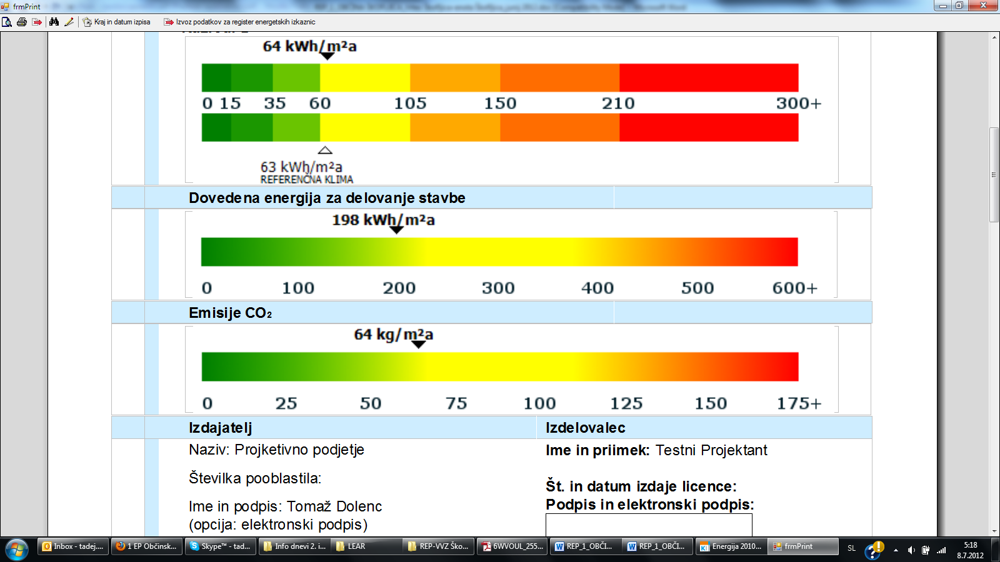 frmPrint
Kraj in datum izpisa
Izvoz podatkov za register energetskih izkaznic
64 kWh/m²a
0 15 35 60 105 150 210 300+
63 kWh/m²a
REFERENČNA KLIMA
Dovedena energija za delovanje stavbe
198 kWh/m²a
0 100 200 300 400 500 600+
Emisije CO₂
64 kg/m²a
0 25 50 75 100 125 150 175+
Izdajatelj
Izdelovalec
Naziv: Projketivno podjetje
Ime in priimek: Testni Projektant
Številka pooblastila:
Št. in datum izdaje licence:
Podpis in elektronski podpis:
Ime in podpis: Tomaž Dolenc
(opcija: elektronski podpis)
Inbox - tadej....
1 EP Občinsk...
Skype™ - tad...
Info dnevi 2. i...
LEAR
REP-VVZ Ško...
6WVOUL_255...
REP_1_OBČI...
REP_1_OBČI...
Energija 2010...
frmPrint
SL
5:18
8.7.2012